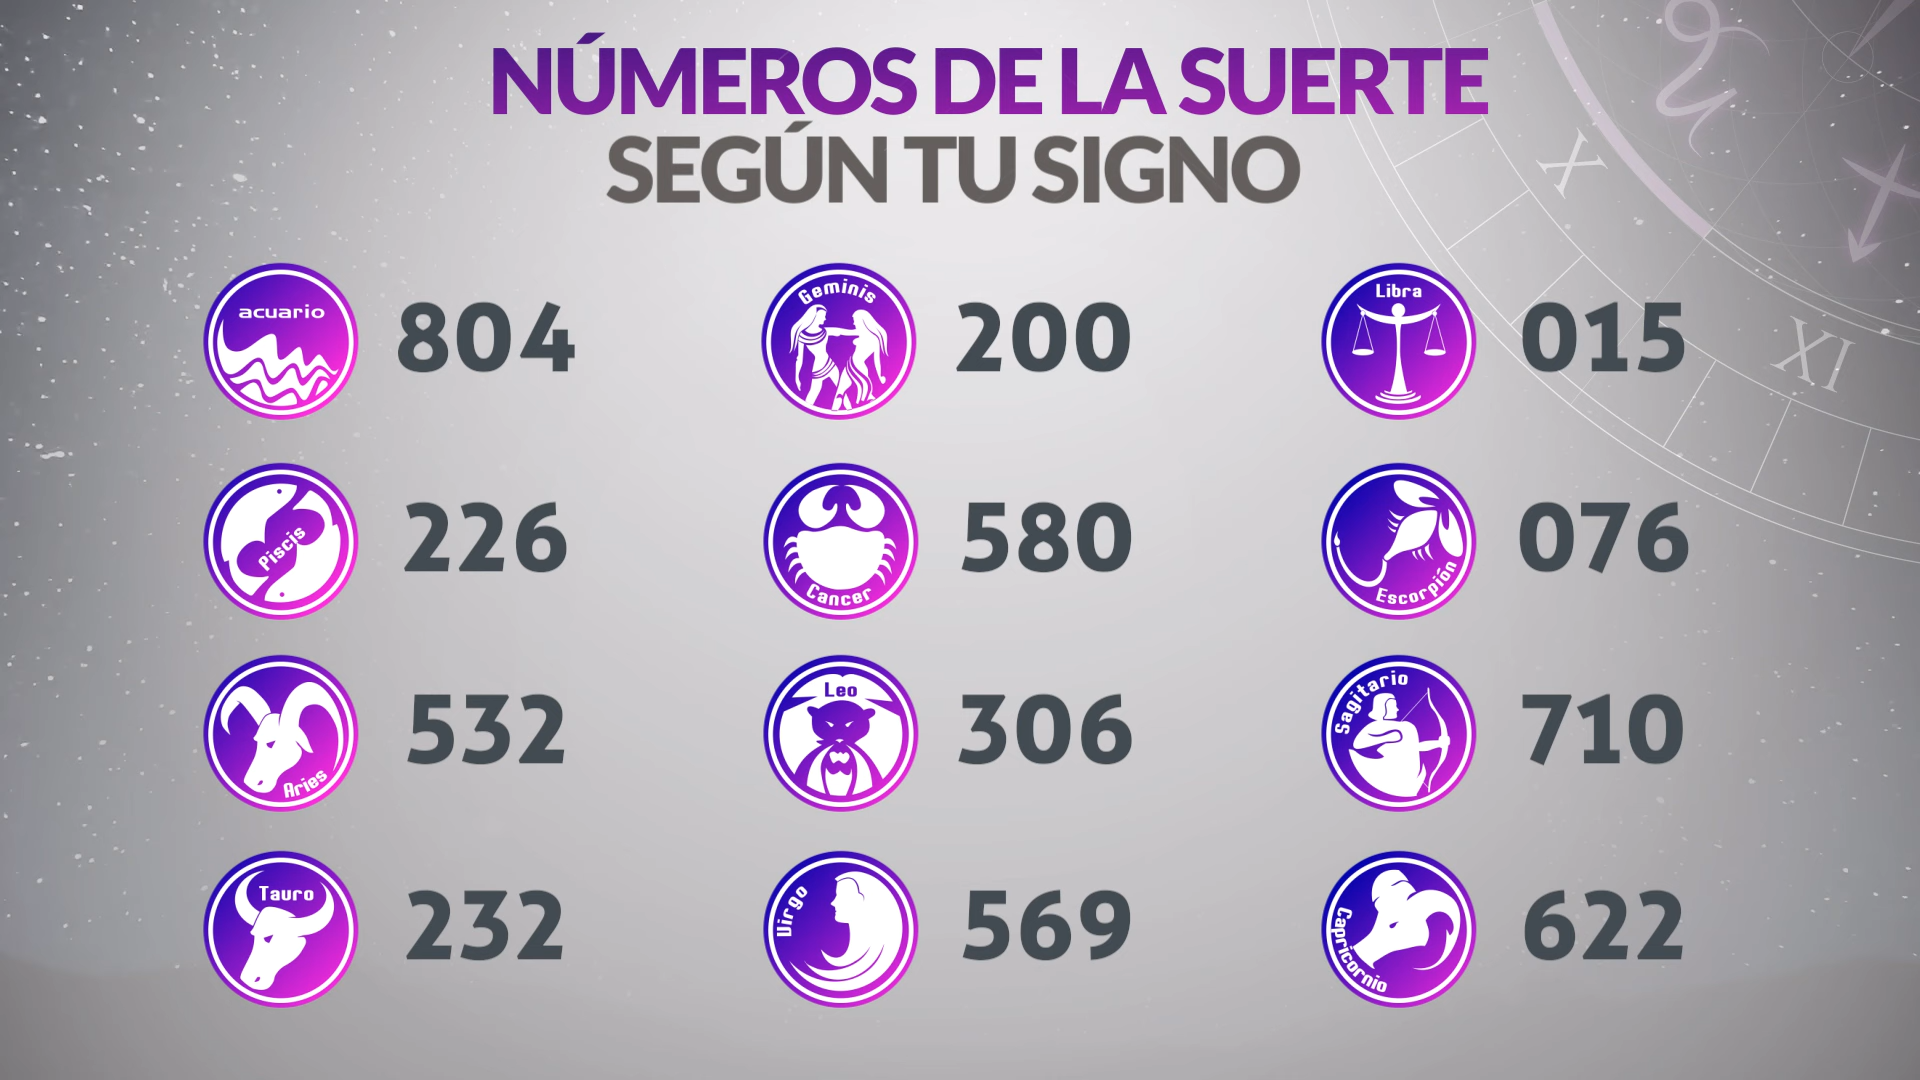 NÚMEROS DE LA SUERTE
SEGÚN TU SIGNO
acuario 804
Geminis 200
Libra 015
Piscis 226
Cancer 580
Escorpión 076
Aries 532
Leo 306
Sagitario 710
Tauro 232
Virgo 569
Capricornio 622
X
XI